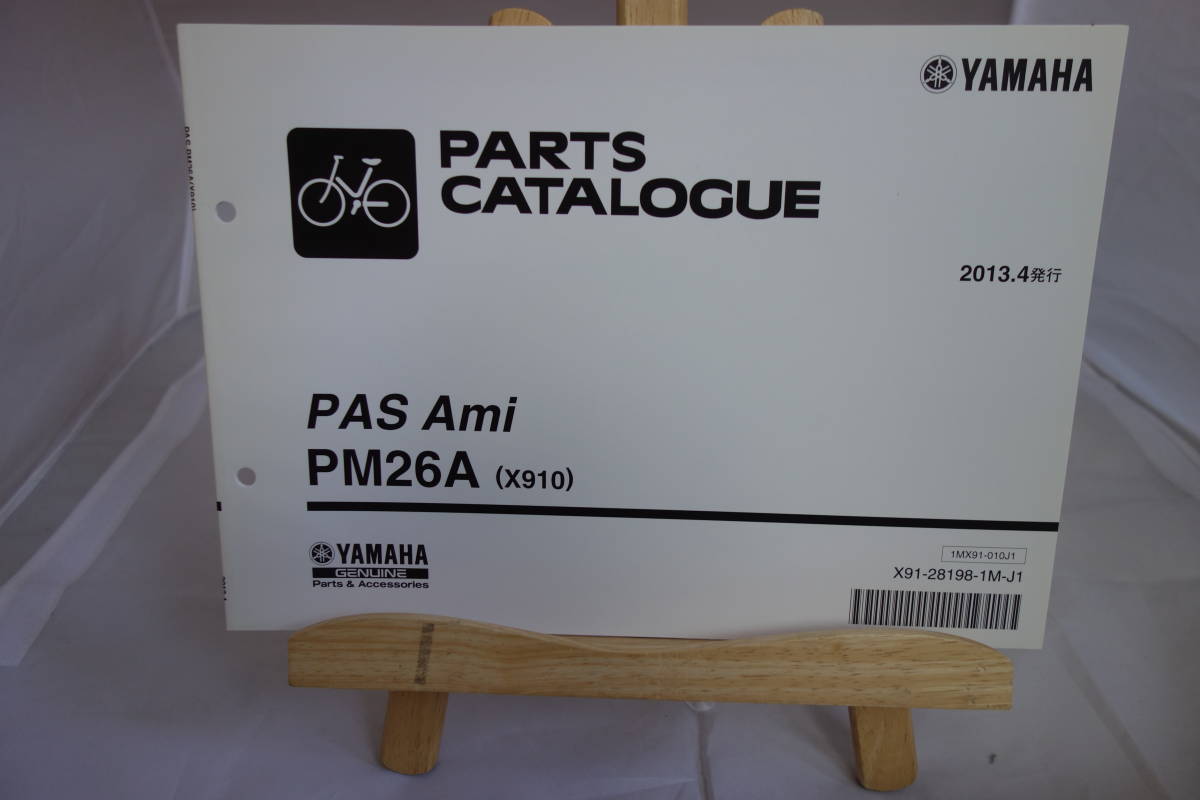 YAMAHA
PARTS
CATALOGUE
2013.4発行
PAS Ami
PM26A (X910)
YAMAHA
GENUINE
Parts & Accessories
1MX91-010J1
X91-28198-1M-J1